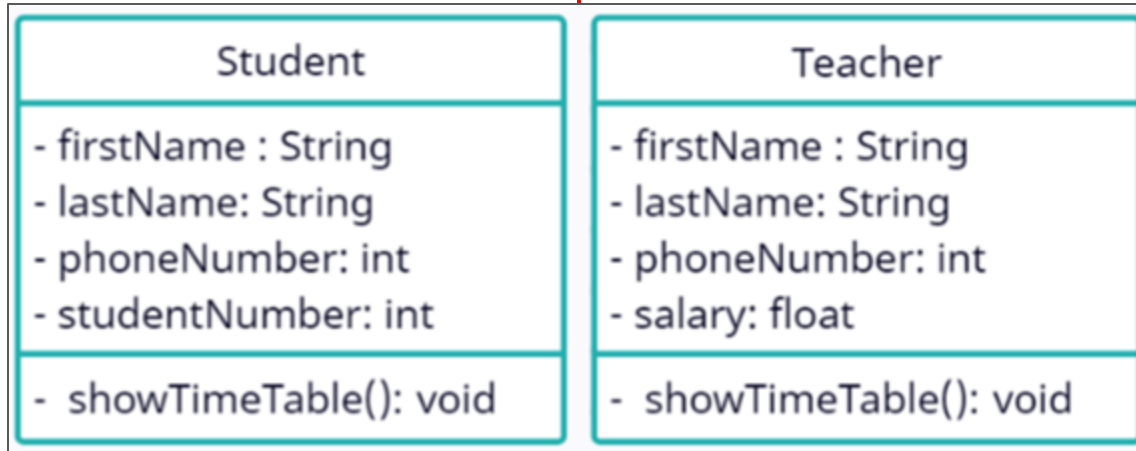 Student
- firstName : String
- lastName: String
- phoneNumber: int
- studentNumber: int
- showTimeTable(): void
Teacher
- firstName : String
- lastName: String
- phoneNumber: int
- salary: float
- showTimeTable(): void